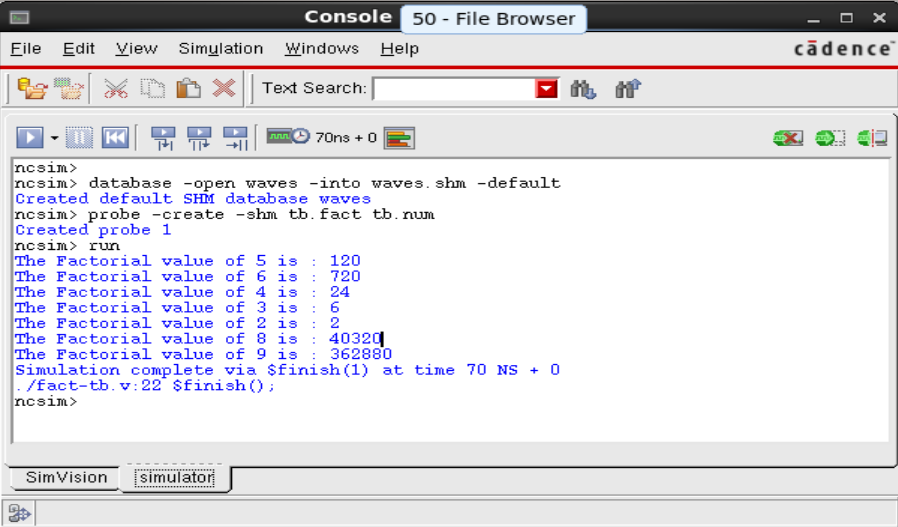 Console
50 - File Browser
File Edit View Simulation Windows Help
cādence
Text Search:
70ns + 0
ncsim>
ncsim> database -open waves -into waves.shm -default
Created default SHM database waves
ncsim> probe -create -shm tb.fact tb.num
Created probe 1
ncsim> run
The Factorial value of 5 is : 120
The Factorial value of 6 is : 720
The Factorial value of 4 is : 24
The Factorial value of 3 is : 6
The Factorial value of 2 is : 2
The Factorial value of 8 is : 40320
The Factorial value of 9 is : 362880
Simulation complete via $finish(1) at time 70 NS + 0
./fact-tb.v:22 $finish();
ncsim>
SimVision
simulator